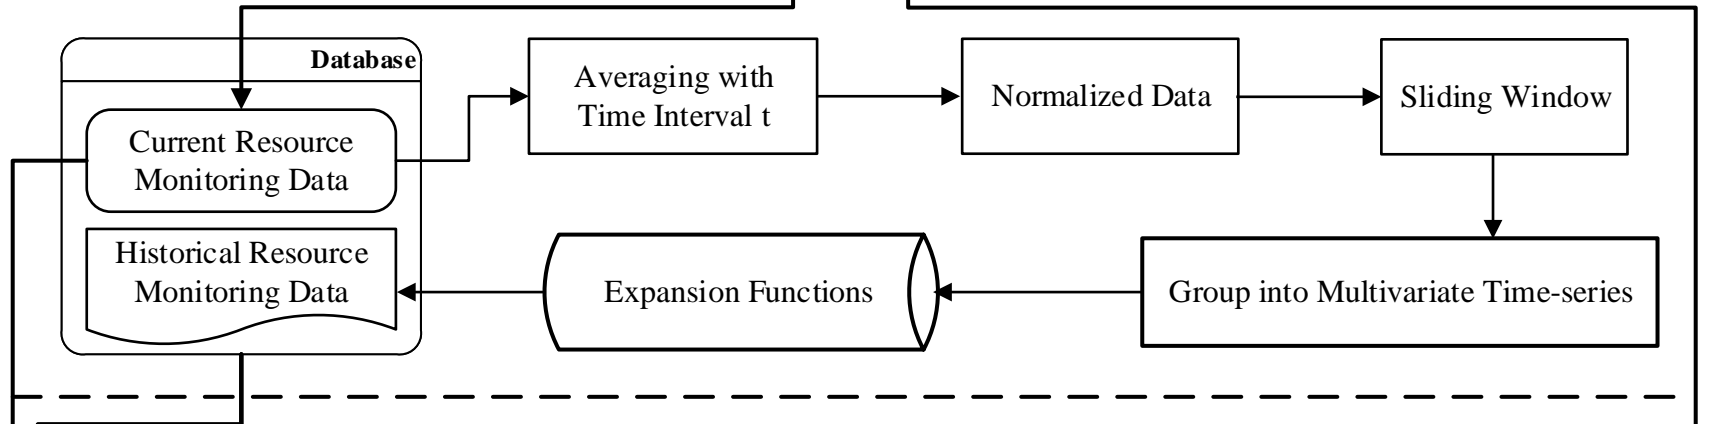 Database
Averaging with
Time Interval t
Normalized Data
Sliding Window
Current Resource
Monitoring Data
Historical Resource
Monitoring Data
Expansion Functions
Group into Multivariate Time-series